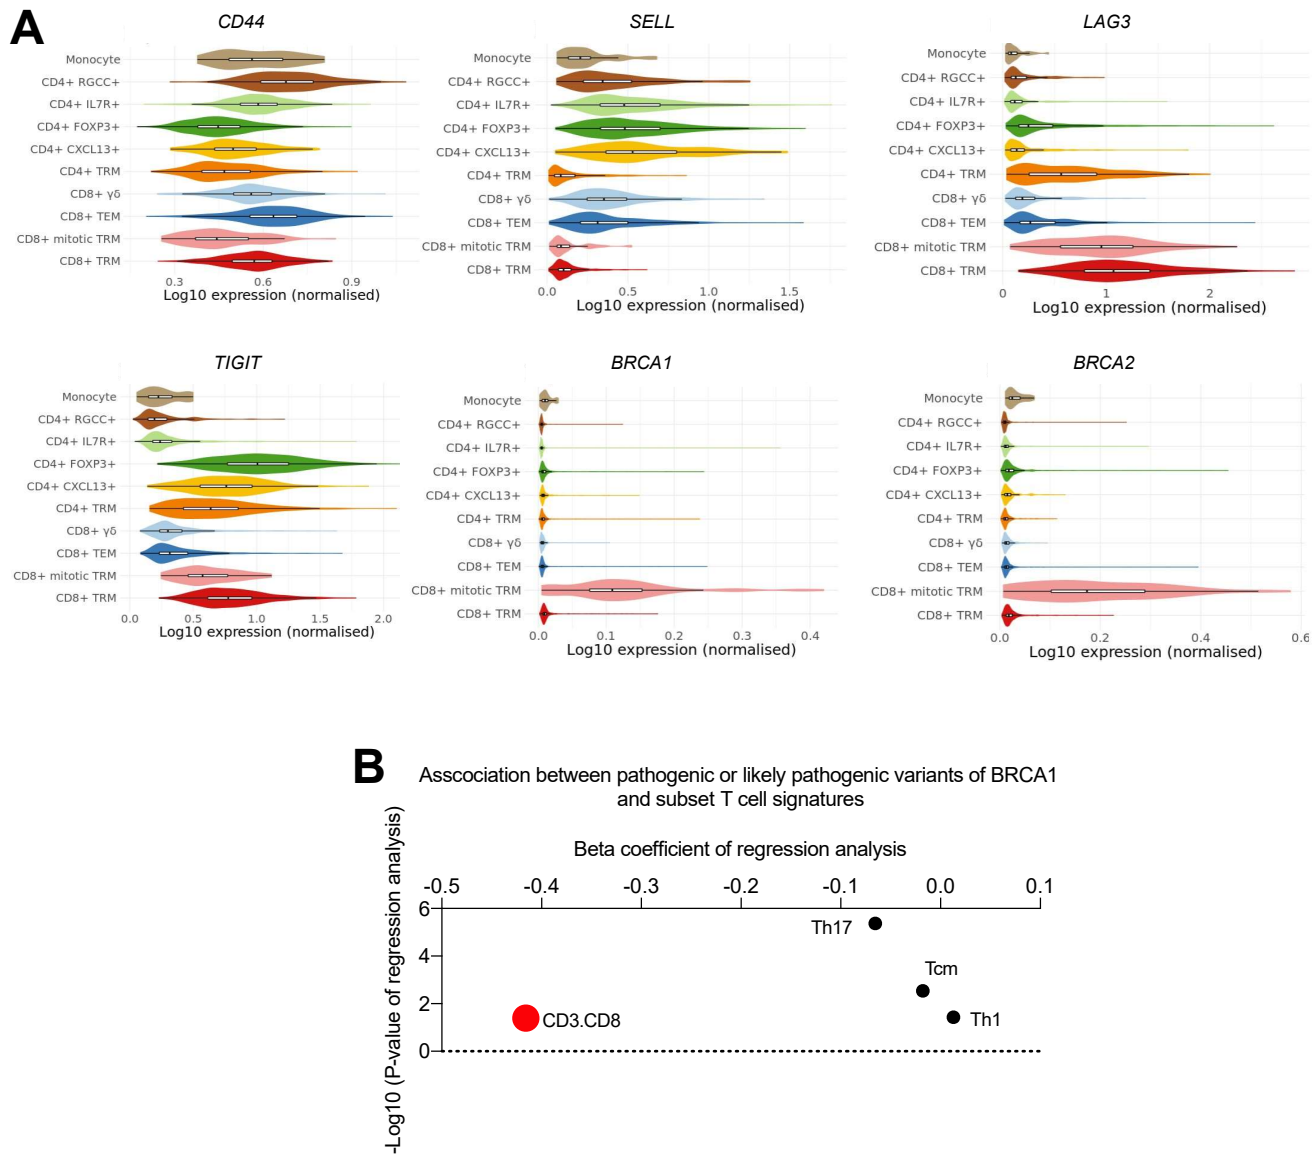 A
CD44
Monocyte
CD4+ RGCC+
CD4+ IL7R+
CD4+ FOXP3+
CD4+ CXCL13+
CD4+ TRM
CD8+ γδ
CD8+ TEM
CD8+ mitotic TRM
CD8+ TRM
0.3 0.6 0.9
Log10 expression (normalised)
SELL
Monocyte
CD4+ RGCC+
CD4+ IL7R+
CD4+ FOXP3+
CD4+ CXCL13+
CD4+ TRM
CD8+ γδ
CD8+ TEM
CD8+ mitotic TRM
CD8+ TRM
0.0 0.5 1.0 1.5
Log10 expression (normalised)
LAG3
Monocyte
CD4+ RGCC+
CD4+ IL7R+
CD4+ FOXP3+
CD4+ CXCL13+
CD4+ TRM
CD8+ γδ
CD8+ TEM
CD8+ mitotic TRM
CD8+ TRM
0 1 2
Log10 expression (normalised)
TIGIT
Monocyte
CD4+ RGCC+
CD4+ IL7R+
CD4+ FOXP3+
CD4+ CXCL13+
CD4+ TRM
CD8+ γδ
CD8+ TEM
CD8+ mitotic TRM
CD8+ TRM
0.0 0.5 1.0 1.5 2.0
Log10 expression (normalised)
BRCA1
Monocyte
CD4+ RGCC+
CD4+ IL7R+
CD4+ FOXP3+
CD4+ CXCL13+
CD4+ TRM
CD8+ γδ
CD8+ TEM
CD8+ mitotic TRM
CD8+ TRM
0.0 0.1 0.2 0.3 0.4
Log10 expression (normalised)
BRCA2
Monocyte
CD4+ RGCC+
CD4+ IL7R+
CD4+ FOXP3+
CD4+ CXCL13+
CD4+ TRM
CD8+ γδ
CD8+ TEM
CD8+ mitotic TRM
CD8+ TRM
0.0 0.2 0.4 0.6
Log10 expression (normalised)
B
Asscociation between pathogenic or likely pathogenic variants of BRCA1
and subset T cell signatures
Beta coefficient of regression analysis
-0.5 -0.4 -0.3 -0.2 -0.1 0.0 0.1
-Log10 (P-value of regression analysis)
6
4
2
0
Th17
Tcm
Th1
CD3.CD8